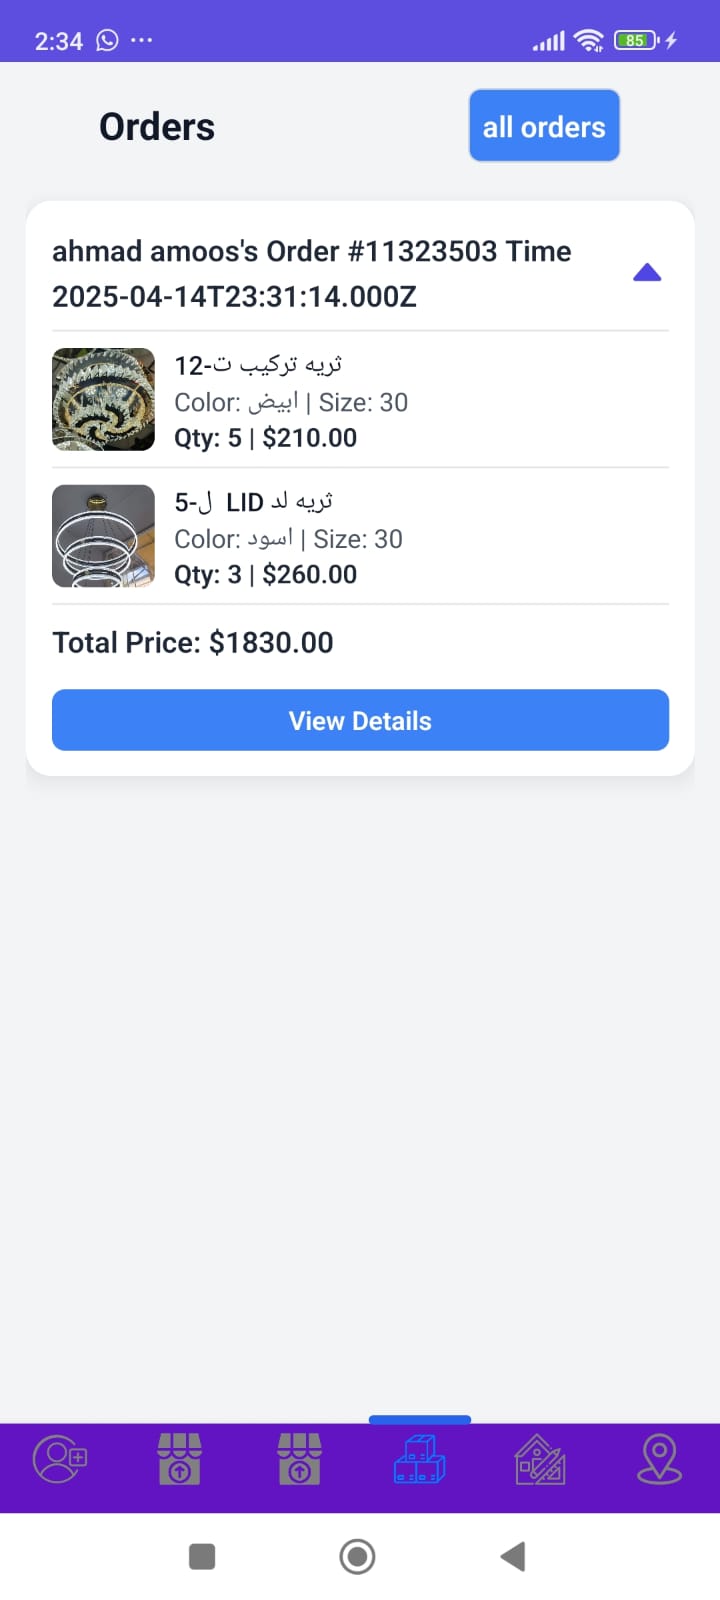 2:34
85
Orders
all orders
ahmad amoos's Order #11323503 Time
2025-04-14T23:31:14.000Z
ثريه تركيب ت-12
Color: ابيض | Size: 30
Qty: 5 | $210.00
ثريه لد LID ل-5
Color: اسود | Size: 30
Qty: 3 | $260.00
Total Price: $1830.00
View Details